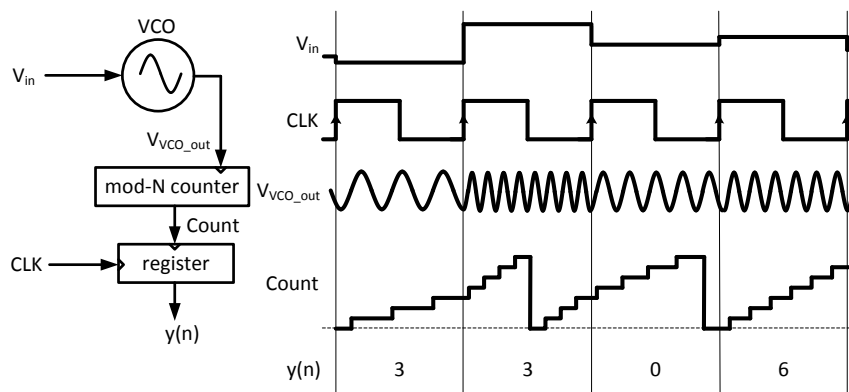 VCO
V_in
V_VCO_out
mod-N counter
Count
CLK
register
y(n)
V_in
CLK
V_VCO_out
Count
y(n) 3 3 0 6